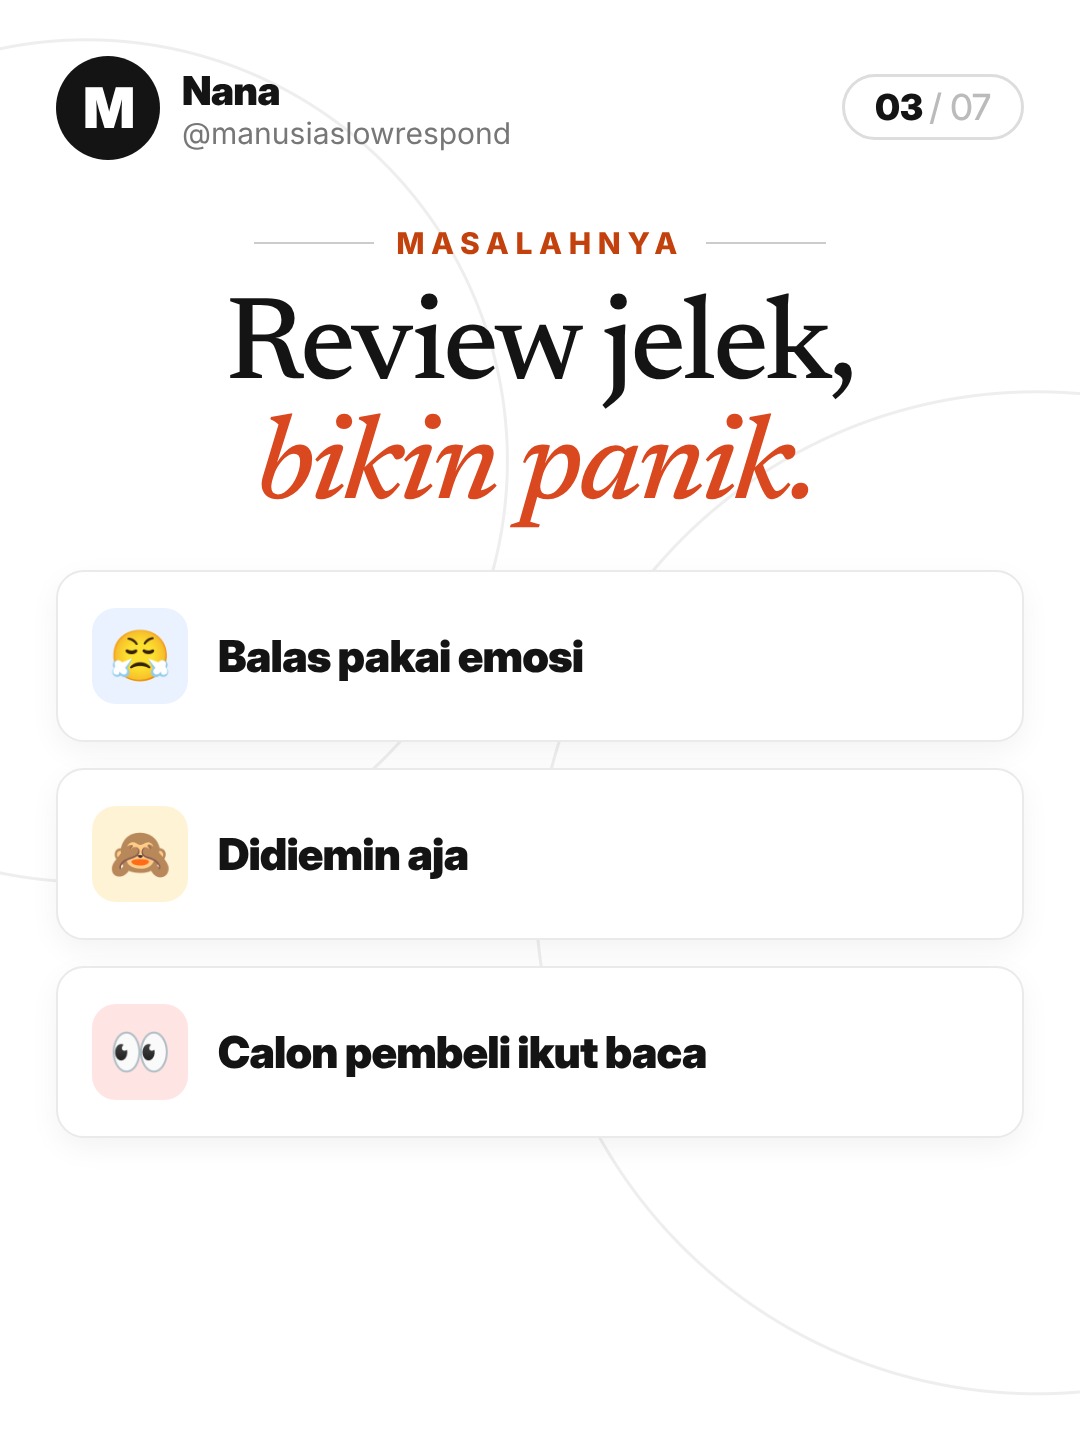 M
Nana
@manusiaslowrespond
03 / 07
MASALAHNYA
Review jelek,
bikin panik.
Balas pakai emosi
Didiemin aja
Calon pembeli ikut baca